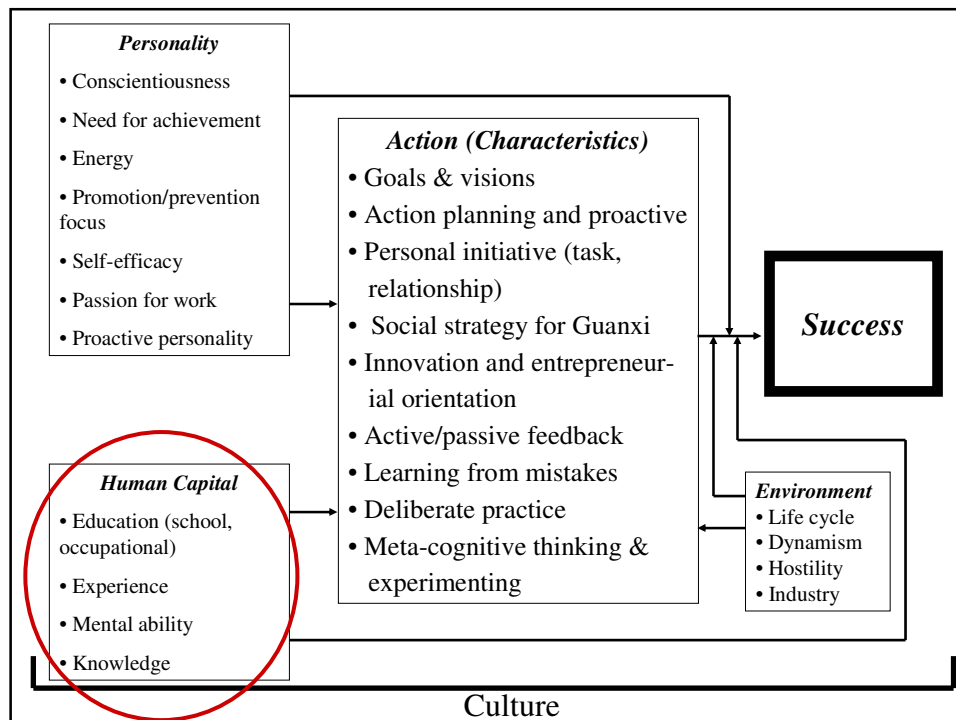 Personality
• Conscientiousness
• Need for achievement
• Energy
• Promotion/prevention
focus
• Self-efficacy
• Passion for work
• Proactive personality
Human Capital
• Education (school,
occupational)
• Experience
• Mental ability
• Knowledge
Action (Characteristics)
• Goals & visions
• Action planning and proactive
• Personal initiative (task,
relationship)
• Social strategy for Guanxi
• Innovation and entrepreneur-
ial orientation
• Active/passive feedback
• Learning from mistakes
• Deliberate practice
• Meta-cognitive thinking &
experimenting
Success
Environment
• Life cycle
• Dynamism
• Hostility
• Industry
Culture